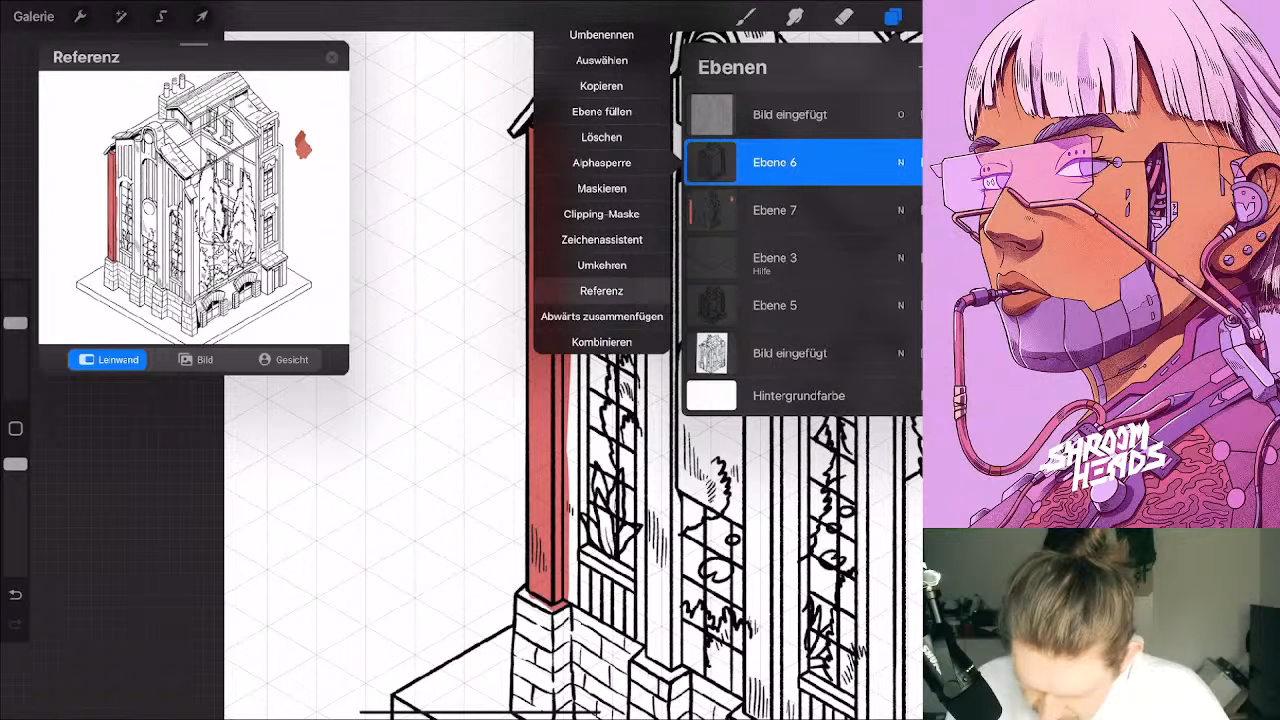 Galerie
Referenz
Leinwand
Bild
Gesicht
Umbenennen
Auswählen
Kopieren
Ebene füllen
Löschen
Alphasperre
Maskieren
Clipping-Maske
Zeichenassistent
Umkehren
Referenz
Abwärts zusammenfügen
Kombinieren
Ebenen
Bild eingefügt O
Ebene 6 N
Ebene 7 N
Ebene 3 N
Hilfe
Ebene 5 N
Bild eingefügt N
Hintergrundfarbe
SHROOM
HEADS